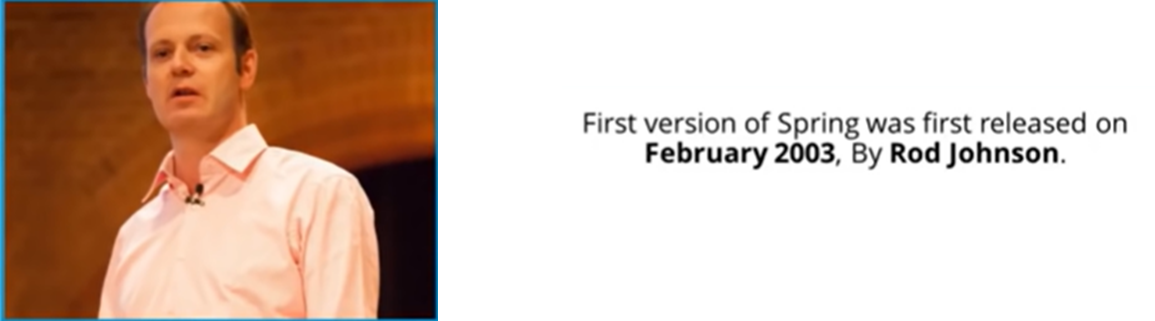 First version of Spring was first released on
February 2003, By Rod Johnson.